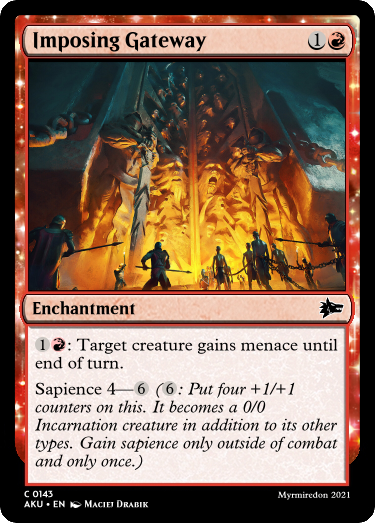 Imposing Gateway 1
Enchantment
1: Target creature gains menace until
end of turn.
Sapience 4—6 (6: Put four +1/+1
counters on this. It becomes a 0/0
Incarnation creature in addition to its other
types. Gain sapience only outside of combat
and only once.)
C 0143
AKU • EN Maciej Drabik
Myrmiredon 2021